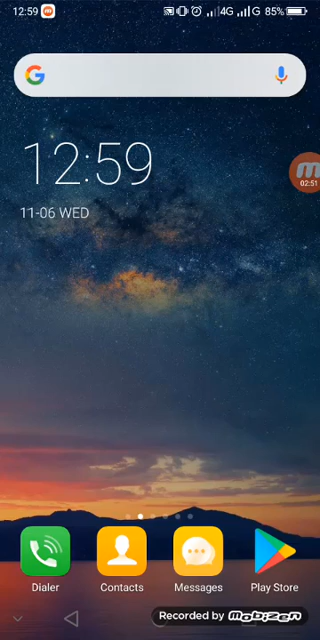 12:59
4G
G
85%
12:59
11-06 WED
02:51
Dialer
Contacts
Messages
Play Store
Recorded by mobizen